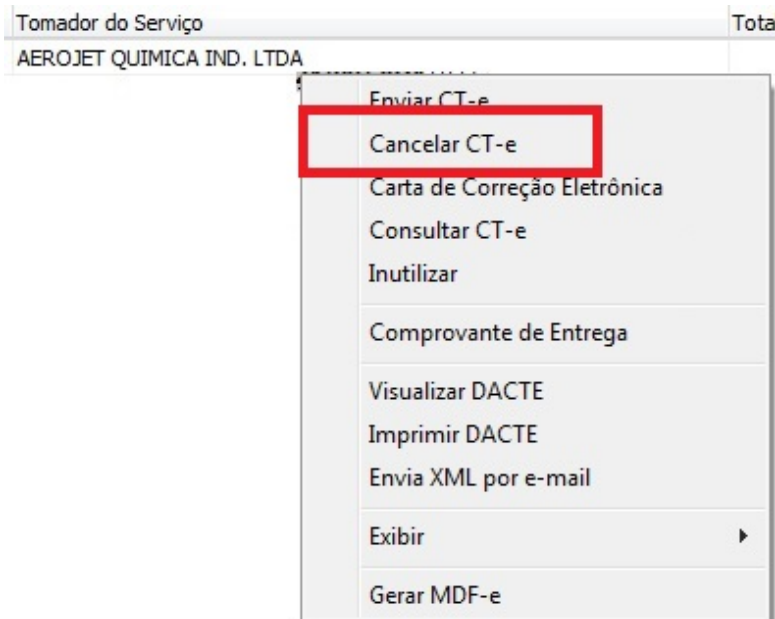 Tomador do Serviço Tota
AEROJET QUIMICA IND. LTDA
Enviar CT-e
Cancelar CT-e
Carta de Correção Eletrônica
Consultar CT-e
Inutilizar
Comprovante de Entrega
Visualizar DACTE
Imprimir DACTE
Envia XML por e-mail
Exibir
Gerar MDF-e